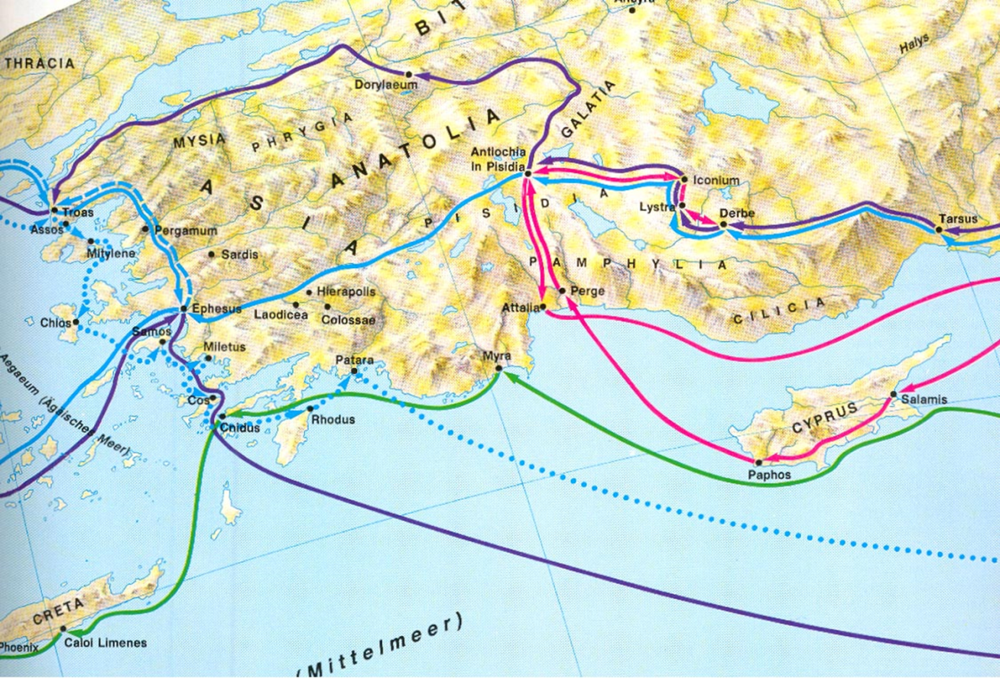 Ancyra
BIT
Halys
THRACIA
Dorylaeum
GALATIA
MYSIA
PHRYGIA
ANATOLIA
Antiochia
In Pisidia
Iconium
ASIA
PISIDIA
Lystra
Derbe
Tarsus
Troas
Assos
Pergamum
Mitylene
Sardis
PAMPHYLIA
Hierapolis
Perge
Ephesus
Laodicea
Colossae
Attalia
CILICIA
Chios
Samos
Miletus
Patara
Myra
Aegaeum (Ägäisches Meer)
Cos
Salamis
Rhodus
Cnidus
CYPRUS
Paphos
CRETA
Phoenix
Caloi Limenes
(Mittelmeer)